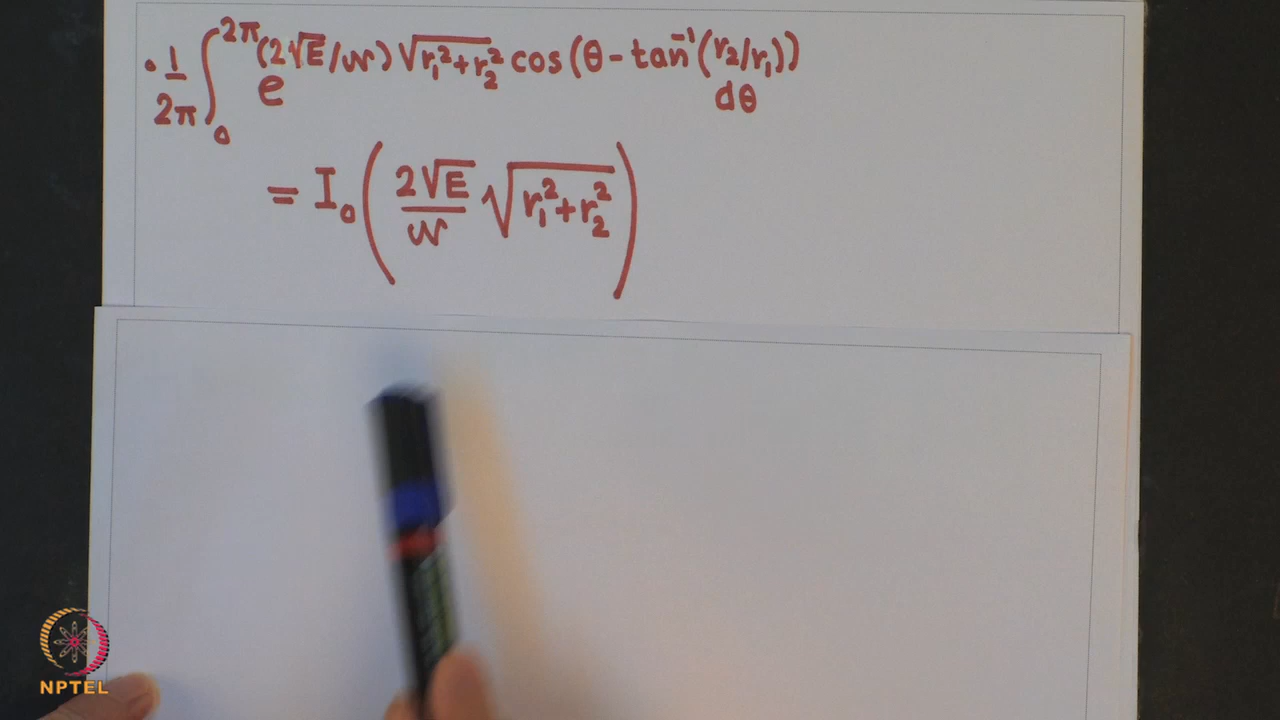 . 1/2π ∫₀^2π e^(2√E/N) √(r₁²+r₂²) cos(θ - tan⁻¹(r₂/r₁)) dθ
= I₀(2√E/N √(r₁²+r₂²))
NPTEL